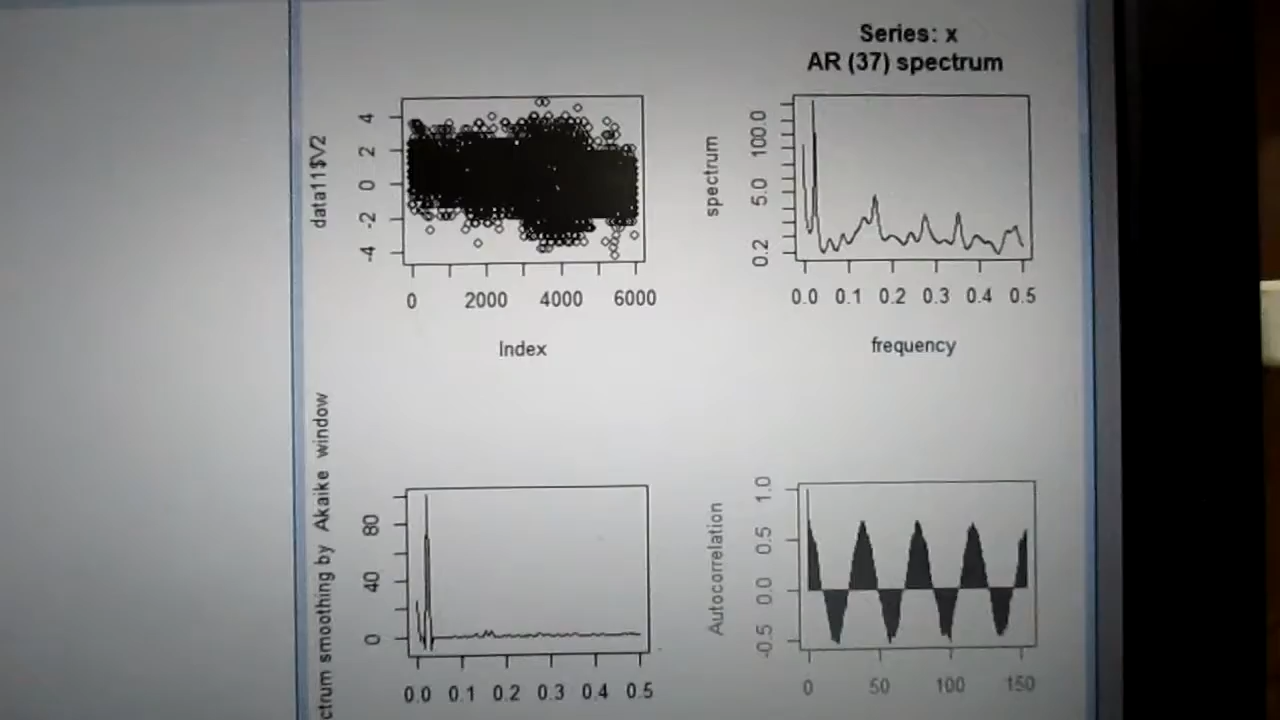 Series: x
AR (37) spectrum
data11$V2
4
2
0
-2
-4
0 2000 4000 6000
Index
spectrum
100.0
5.0
0.2
0.0 0.1 0.2 0.3 0.4 0.5
frequency
ctrum smoothing by Akaike window
80
40
0
0.0 0.1 0.2 0.3 0.4 0.5
Autocorrelation
1.0
0.5
0.0
-0.5
0 50 100 150